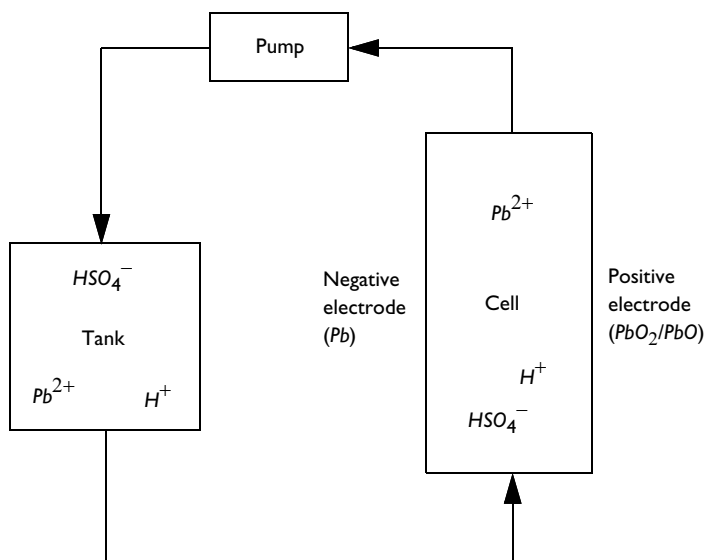 Pump
Pb2+
HSO4−
Negative
electrode
(Pb)
Positive
electrode
(PbO2/PbO)
Cell
Tank
H+
Pb2+
H+
HSO4−